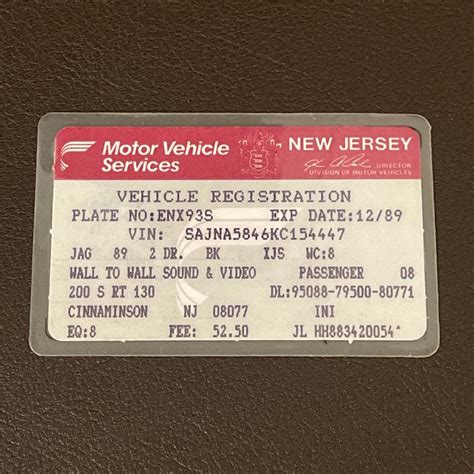 Motor Vehicle Services
NEW JERSEY
DIRECTOR
DIVISION OF MOTOR VEHICLES
VEHICLE REGISTRATION
PLATE NO:ENX93S EXP DATE:12/89
VIN: SAJNA5846KC154447
JAG 89 2 DR. BK XJS WC:8
WALL TO WALL SOUND & VIDEO PASSENGER 08
200 S RT 130 DL:95088-79500-80771
CINNAMINSON NJ 08077 INI
EQ:8 FEE: 52.50 JL HH883420054*